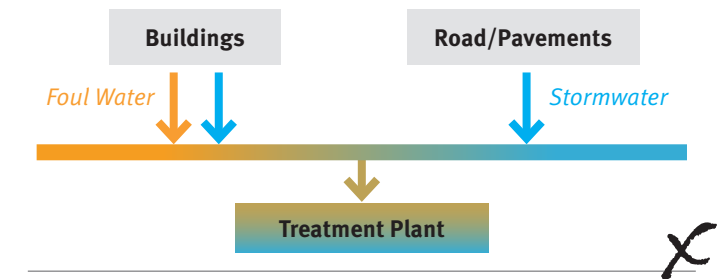 Buildings
Road/Pavements
Foul Water
Stormwater
Treatment Plant